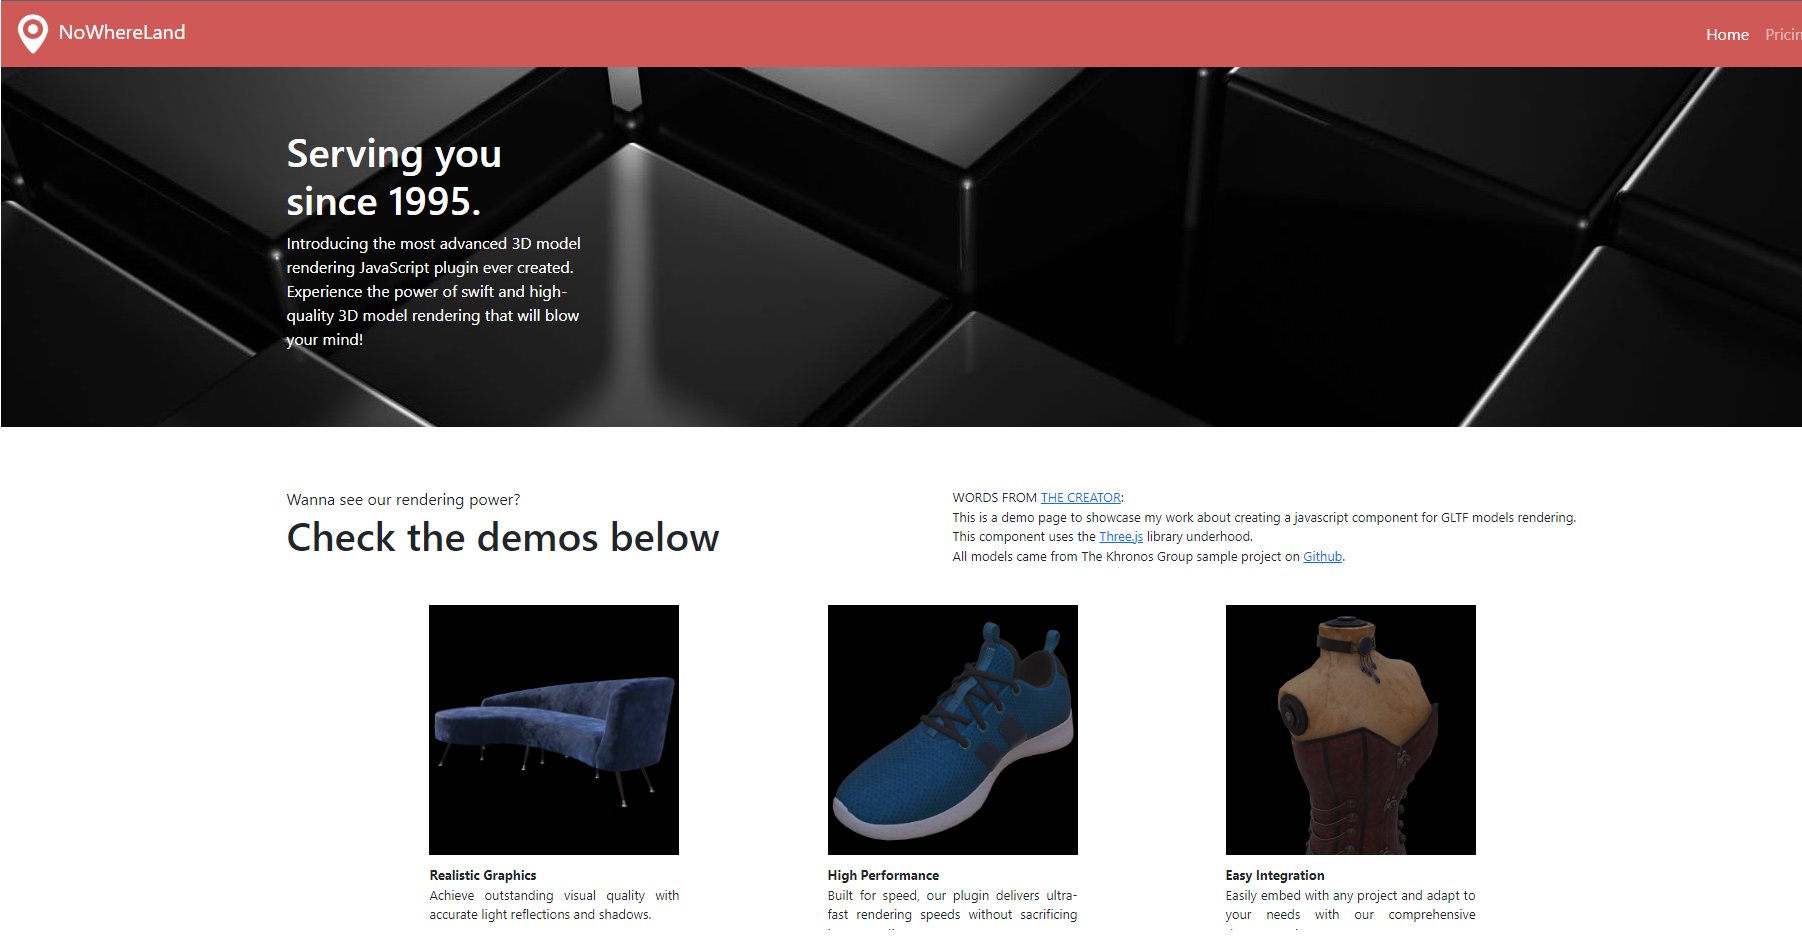 NoWhereLand
Home
Serving you
since 1995.
Introducing the most advanced 3D model
rendering JavaScript plugin ever created.
Experience the power of swift and high-
quality 3D model rendering that will blow
your mind!
Wanna see our rendering power?
Check the demos below
WORDS FROM THE CREATOR:
This is a demo page to showcase my work about creating a javascript component for GLTF models rendering.
This component uses the Three.js library underhood.
All models came from The Khronos Group sample project on Github.
Realistic Graphics
Achieve outstanding visual quality with
accurate light reflections and shadows.
High Performance
Built for speed, our plugin delivers ultra-
fast rendering speeds without sacrificing
Easy Integration
Easily embed with any project and adapt to
your needs with our comprehensive